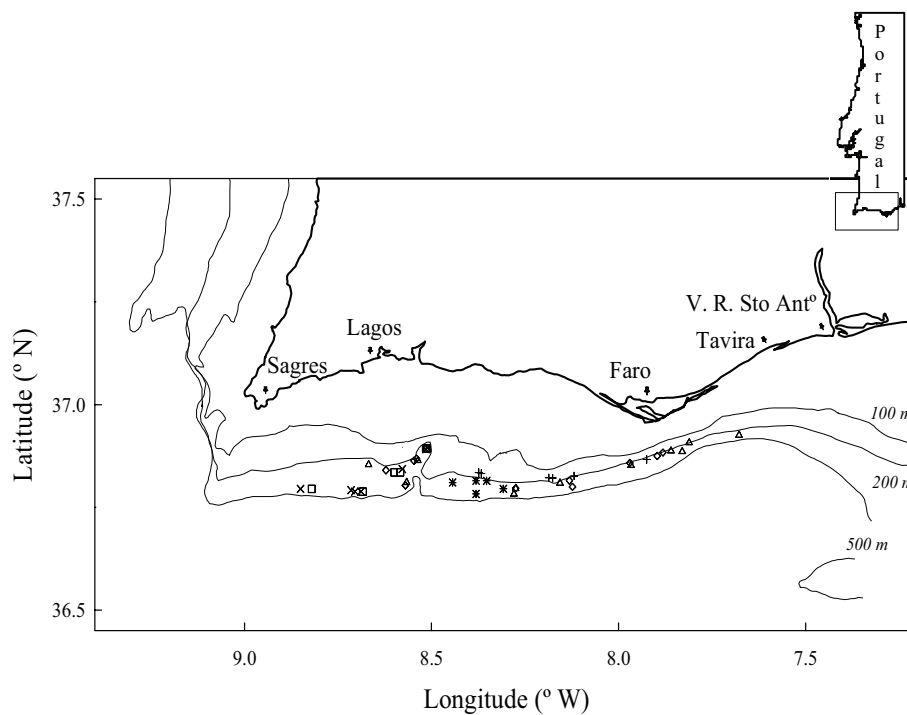 Portugal
37.5
37.0
36.5
Latitude (º N)
V. R. Sto Antº
Tavira
Lagos
Sagres
Faro
100 m
200 m
500 m
9.0 8.5 8.0 7.5
Longitude (º W)